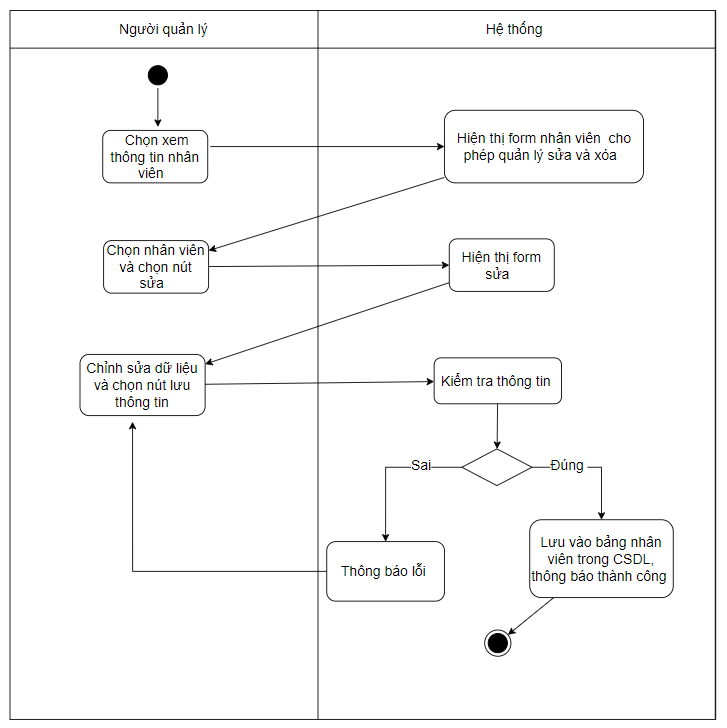 Người quản lý
Hệ thống
Chọn xem
thông tin nhân
viên
Hiện thị form nhân viên cho
phép quản lý sửa và xóa
Chọn nhân viên
và chọn nút
sửa
Hiện thị form
sửa
Chỉnh sửa dữ liệu
và chọn nút lưu
thông tin
Kiểm tra thông tin
Sai
Đúng
Thông báo lỗi
Lưu vào bảng nhân
viên trong CSDL,
thông báo thành công